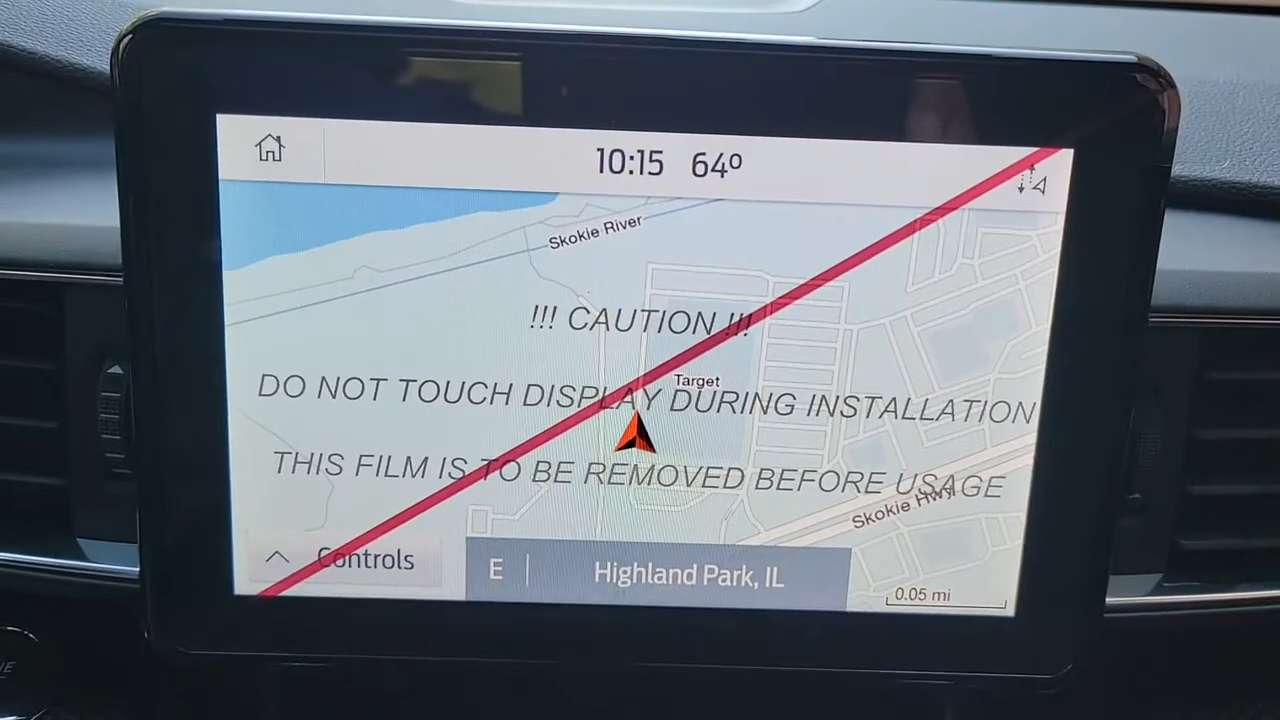 10:15 64º
Skokie River
!!! CAUTION !!!
Target
DO NOT TOUCH DISPLAY DURING INSTALLATION
THIS FILM IS TO BE REMOVED BEFORE USAGE
Skokie Hwy
Controls
E Highland Park, IL
0.05 mi